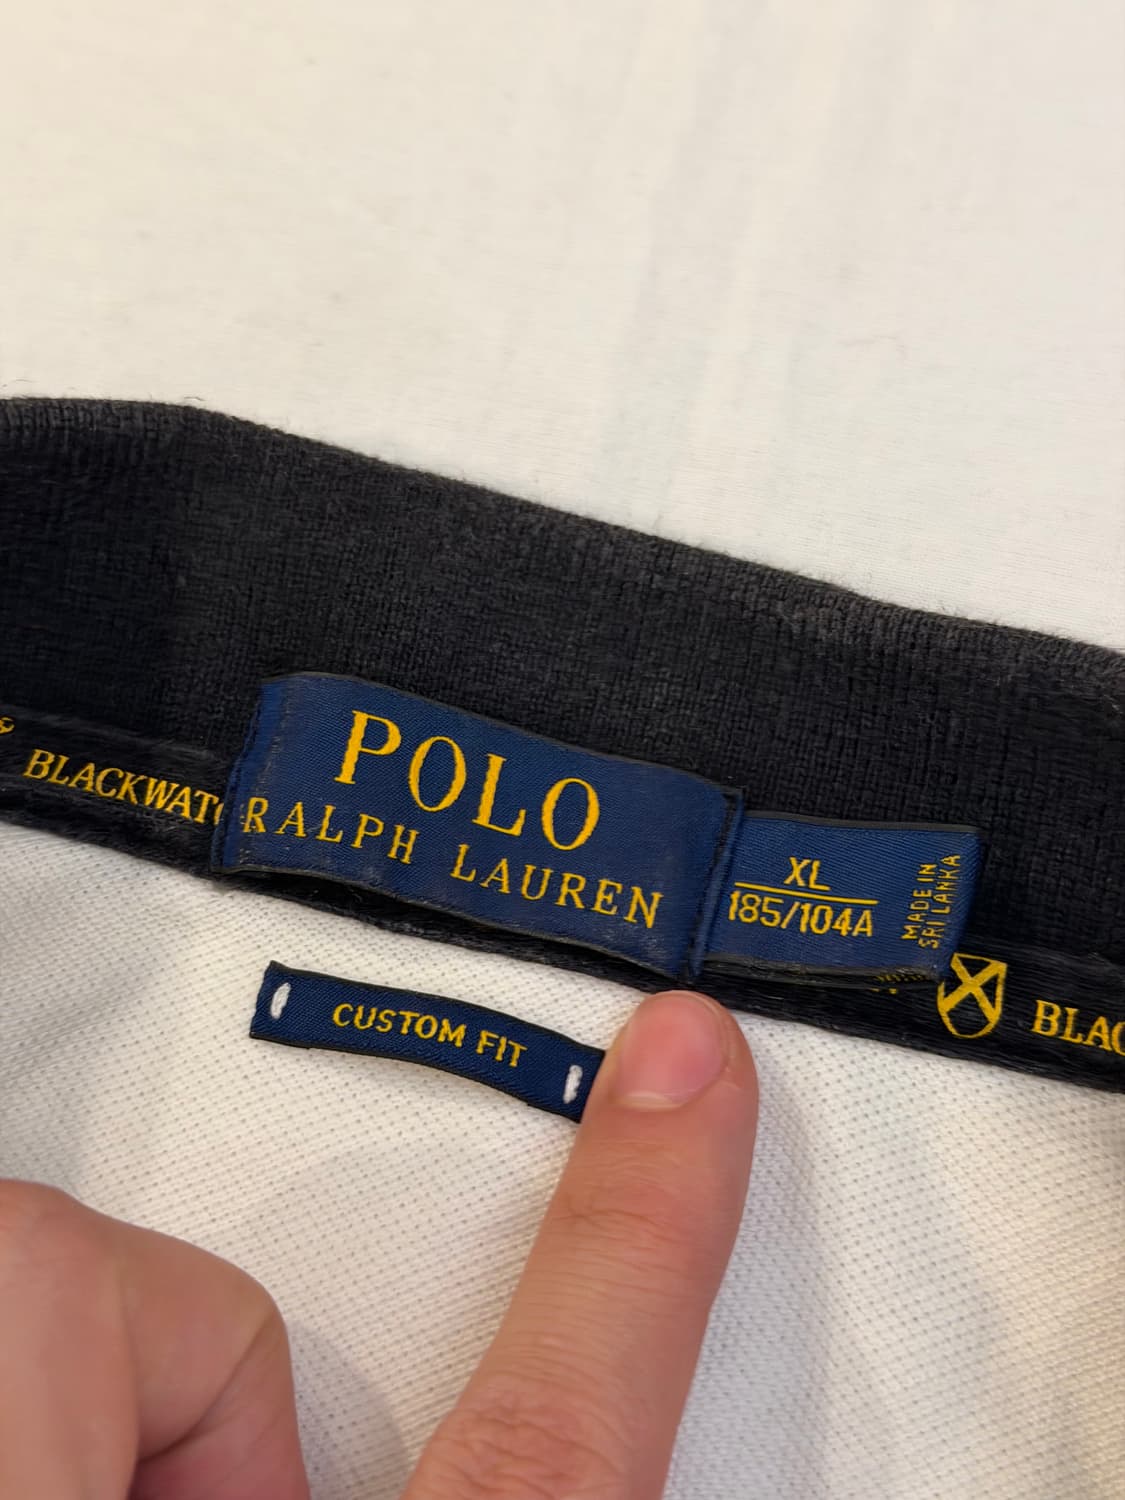 BLACKWATC
POLO
RALPH LAUREN
XL
185/104A
MADE IN
SRI LANKA
CUSTOM FIT
BLAC